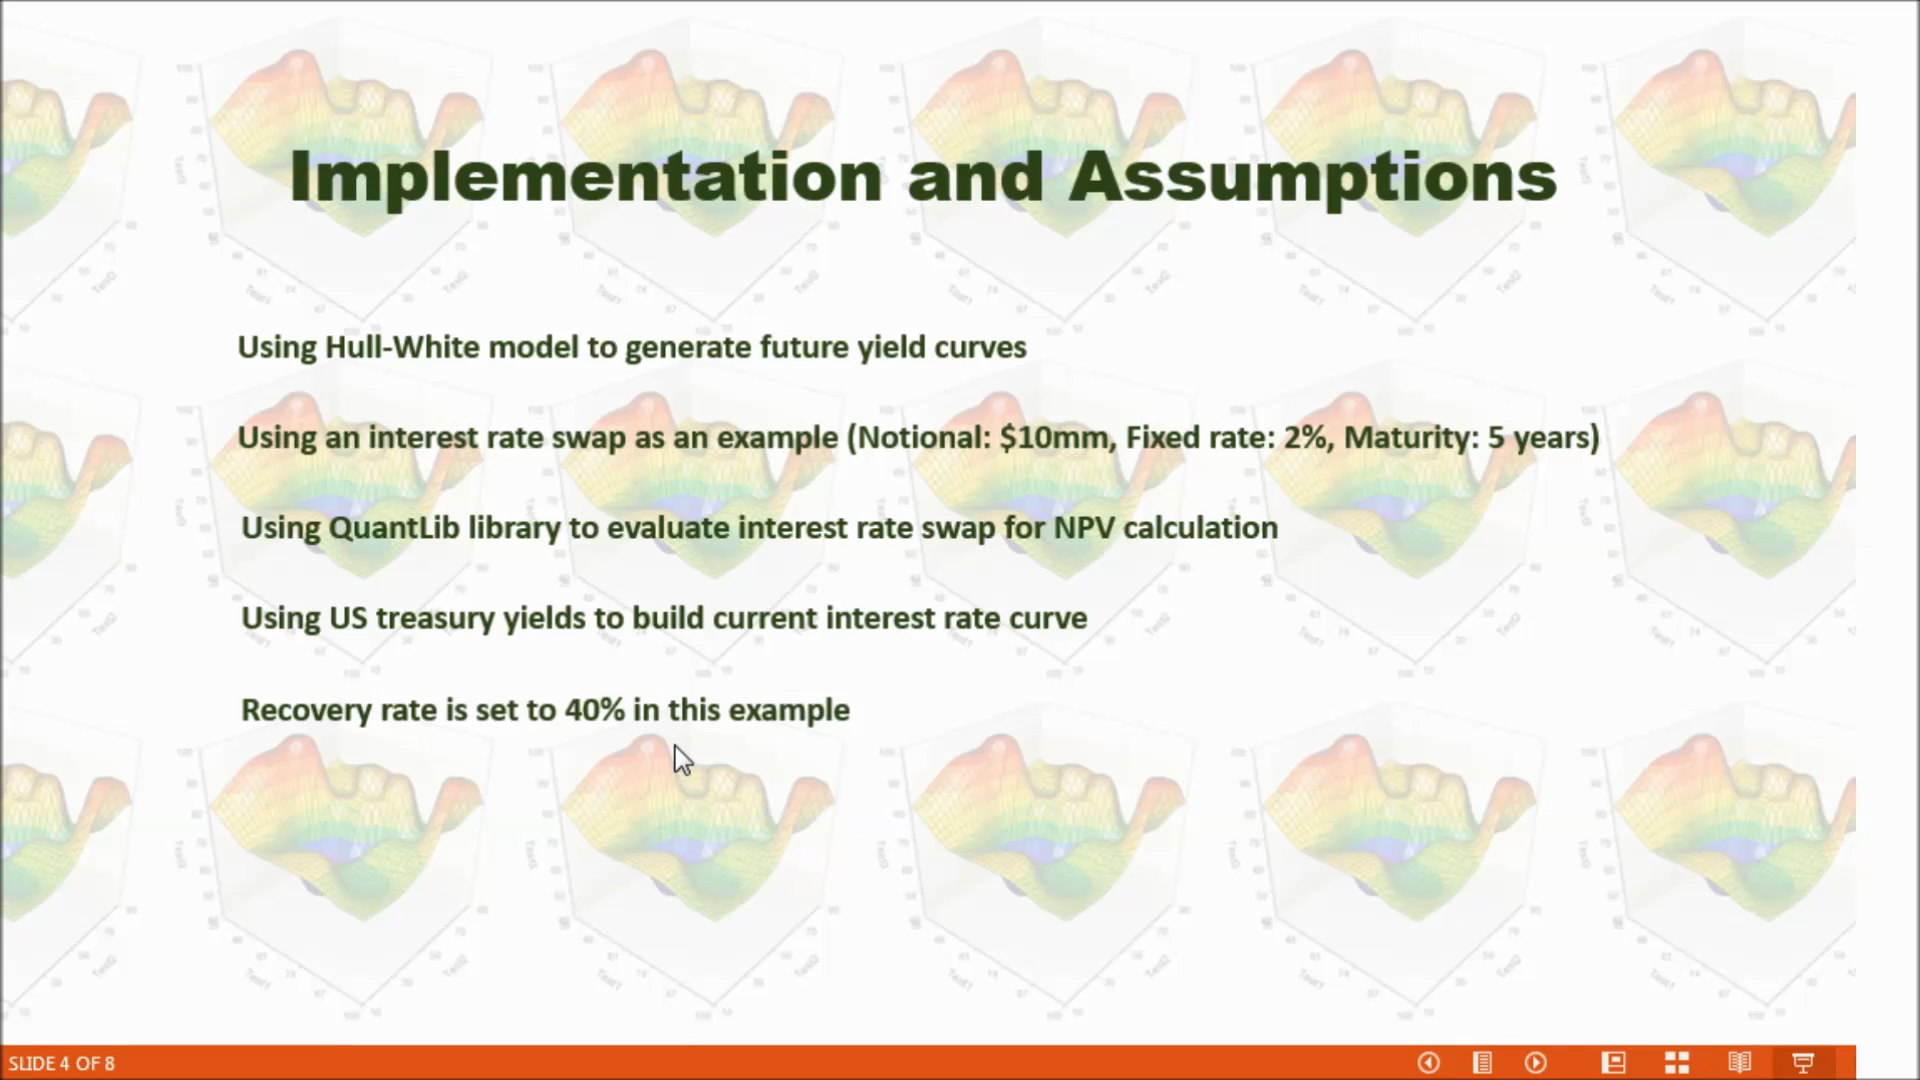 Implementation and Assumptions
Using Hull-White model to generate future yield curves
Using an interest rate swap as an example (Notional: $10mm, Fixed rate: 2%, Maturity: 5 years)
Using QuantLib library to evaluate interest rate swap for NPV calculation
Using US treasury yields to build current interest rate curve
Recovery rate is set to 40% in this example
SLIDE 4 OF 8